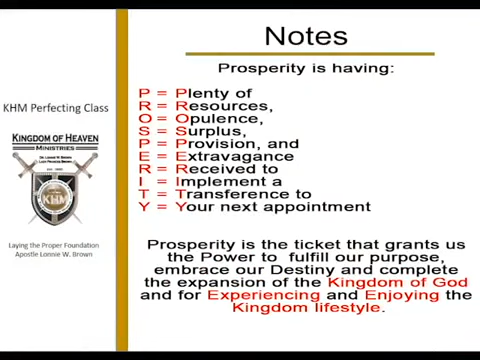 Notes
Prosperity is having:
P = Plenty of
R = Resources,
O = Opulence,
S = Surplus,
P = Provision, and
E = Extravagance
R = Received to
I = Implement a
T = Transference to
Y = Your next appointment
Prosperity is the ticket that grants us
the Power to fulfill our purpose,
embrace our Destiny and complete
the expansion of the Kingdom of God
and for Experiencing and Enjoying the
Kingdom lifestyle.
KHM Perfecting Class
KINGDOM OF HEAVEN
MINISTRIES
DR. LONNIE W. BROWN
KHM
Laying the Proper Foundation
Apostle Lonnie W. Brown